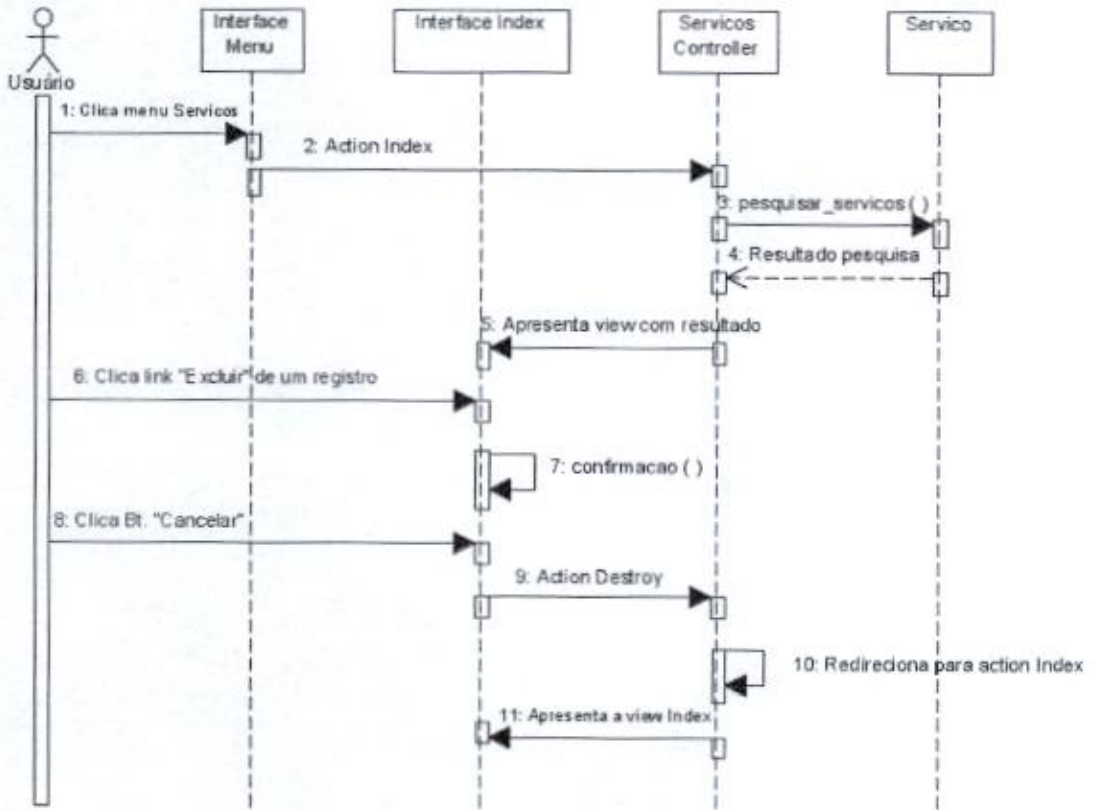 Interface
Menu
Interface Index
Servicos
Controller
Servico
Usuário
1: Clica menu Servicos
2: Action Index
3: pesquisar_servicos ( )
4: Resultado pesquisa
5: Apresenta view com resultado
6: Clica link "Excluir" de um registro
7: confirmacao ( )
8: Clica Bt. "Cancelar"
9: Action Destroy
10: Redireciona para action Index
11: Apresenta a view Index